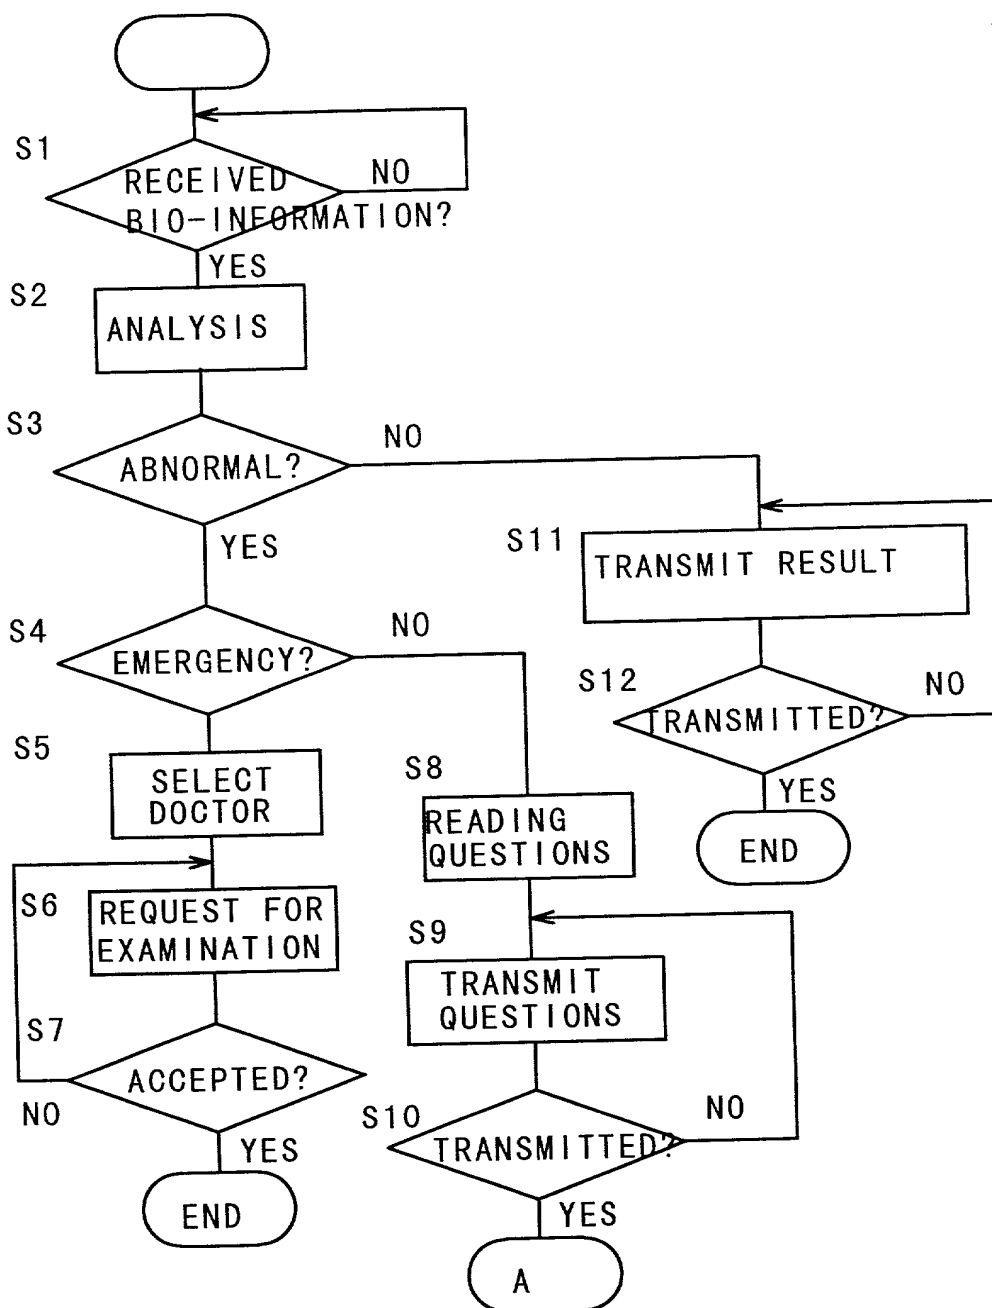 S1
RECEIVED
BIO-INFORMATION?
NO
YES
S2
ANALYSIS
S3
ABNORMAL?
NO
YES
S4
EMERGENCY?
NO
S5
SELECT
DOCTOR
S6
REQUEST FOR
EXAMINATION
S7
ACCEPTED?
NO
YES
END
S8
READING
QUESTIONS
S9
TRANSMIT
QUESTIONS
S10
TRANSMITTED?
NO
YES
A
S11
TRANSMIT RESULT
S12
TRANSMITTED?
NO
YES
END